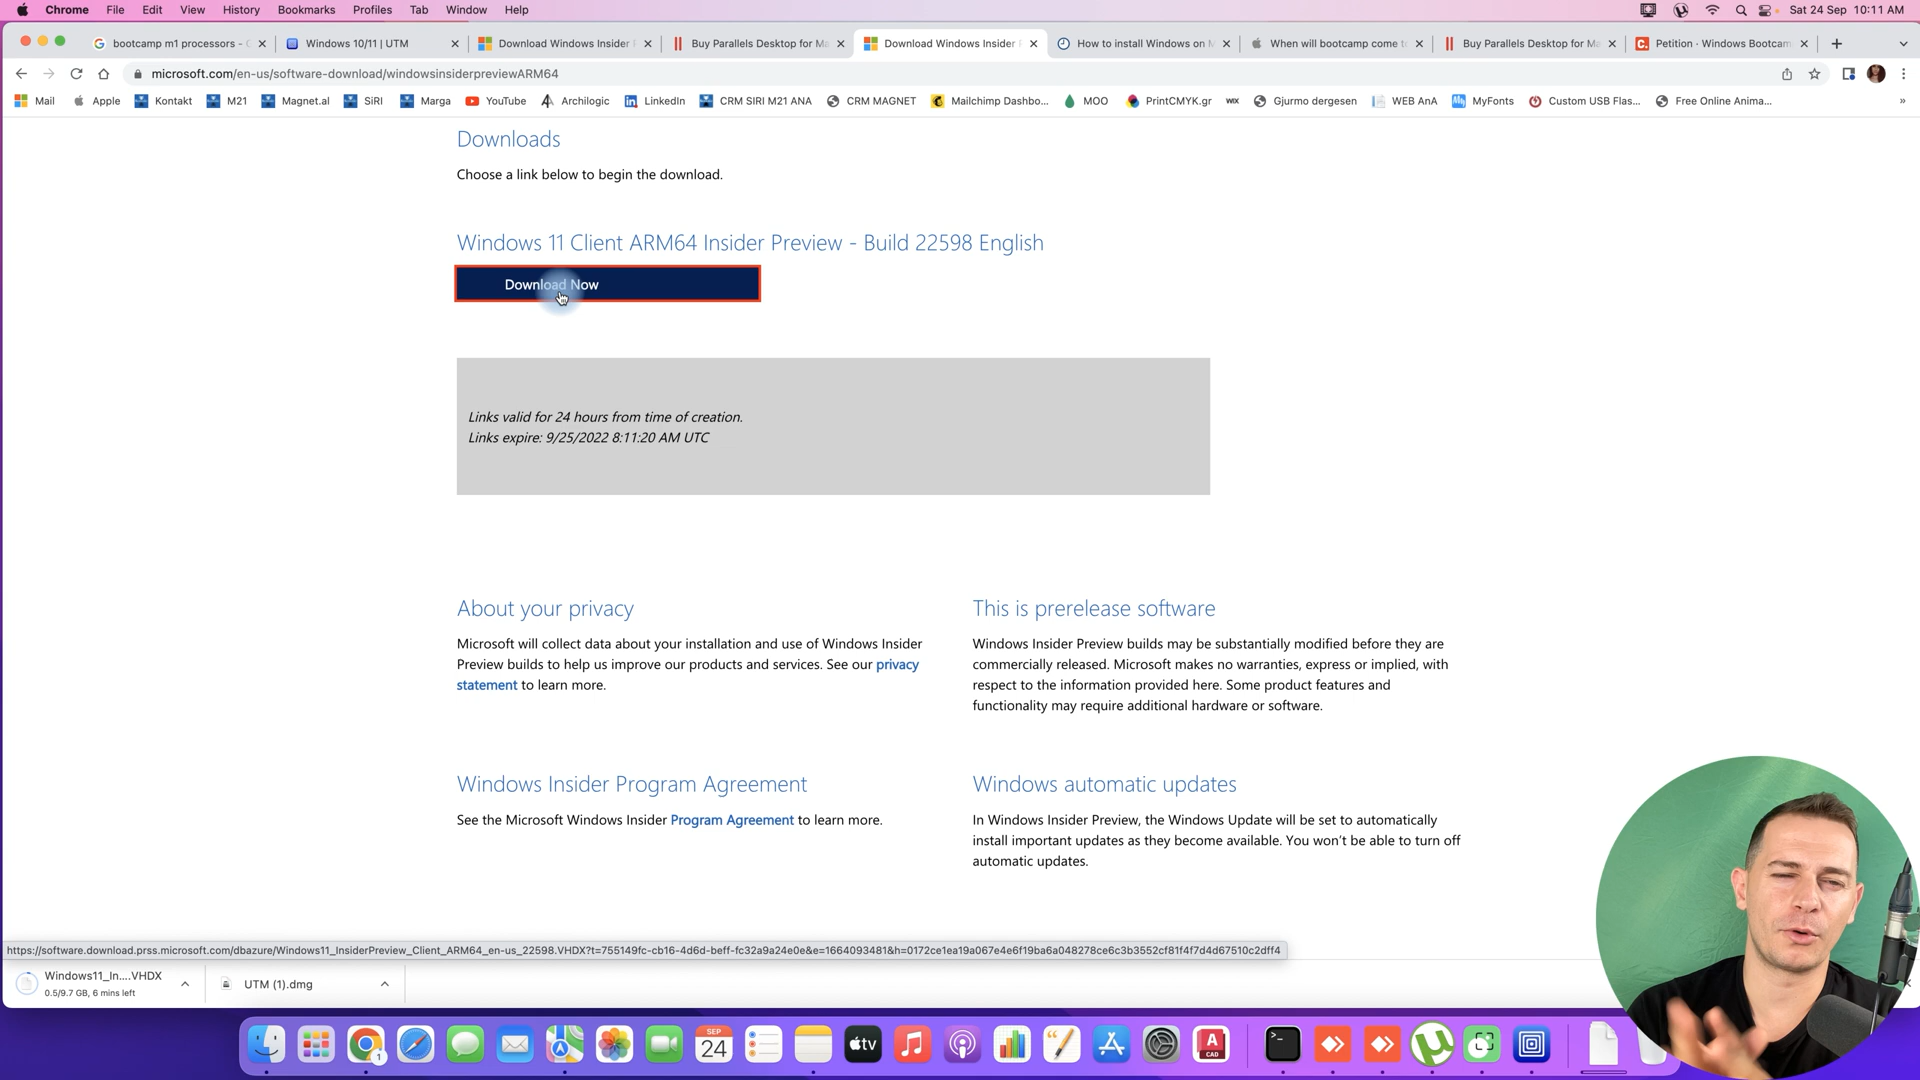 Chrome File Edit View History Bookmarks Profiles Tab Window Help
Sat 24 Sep 10:11 AM
bootcamp m1 processors -
Windows 10/11 | UTM
Download Windows Insider
Buy Parallels Desktop for Ma
Download Windows Insider
How to install Windows on M
When will bootcamp come to
Buy Parallels Desktop for Ma
Petition · Windows Bootcam
microsoft.com/en-us/software-download/windowsinsiderpreviewARM64
Mail Apple Kontakt M21 Magnet.al SiRI Marga YouTube Archilogic LinkedIn CRM SIRI M21 ANA CRM MAGNET Mailchimp Dashbo... MOO PrintCMYK.gr WIX Gjurmo dergesen WEB AnA MyFonts Custom USB Flas... Free Online Anima... »
Downloads
Choose a link below to begin the download.
Windows 11 Client ARM64 Insider Preview - Build 22598 English
Download Now
Links valid for 24 hours from time of creation.
Links expire: 9/25/2022 8:11:20 AM UTC
About your privacy
Microsoft will collect data about your installation and use of Windows Insider
Preview builds to help us improve our products and services. See our privacy
statement to learn more.
This is prerelease software
Windows Insider Preview builds may be substantially modified before they are
commercially released. Microsoft makes no warranties, express or implied, with
respect to the information provided here. Some product features and
functionality may require additional hardware or software.
Windows Insider Program Agreement
See the Microsoft Windows Insider Program Agreement to learn more.
Windows automatic updates
In Windows Insider Preview, the Windows Update will be set to automatically
install important updates as they become available. You won't be able to turn off
automatic updates.
https://software.download.prss.microsoft.com/dbazure/Windows11_InsiderPreview_Client_ARM64_en-us_22598.VHDX?t=755149fc-cb16-4d6d-beff-fc32a9a24e0e&e=1664093481&h=0172ce1ea19a067e4e6f19ba6a048278ce6c3b3552cf81f4f7d4d67510c2dff4
Windows11_In....VHDX
0.5/9.7 GB, 6 mins left
UTM (1).dmg
SEP
24
1
tv
A
CAD